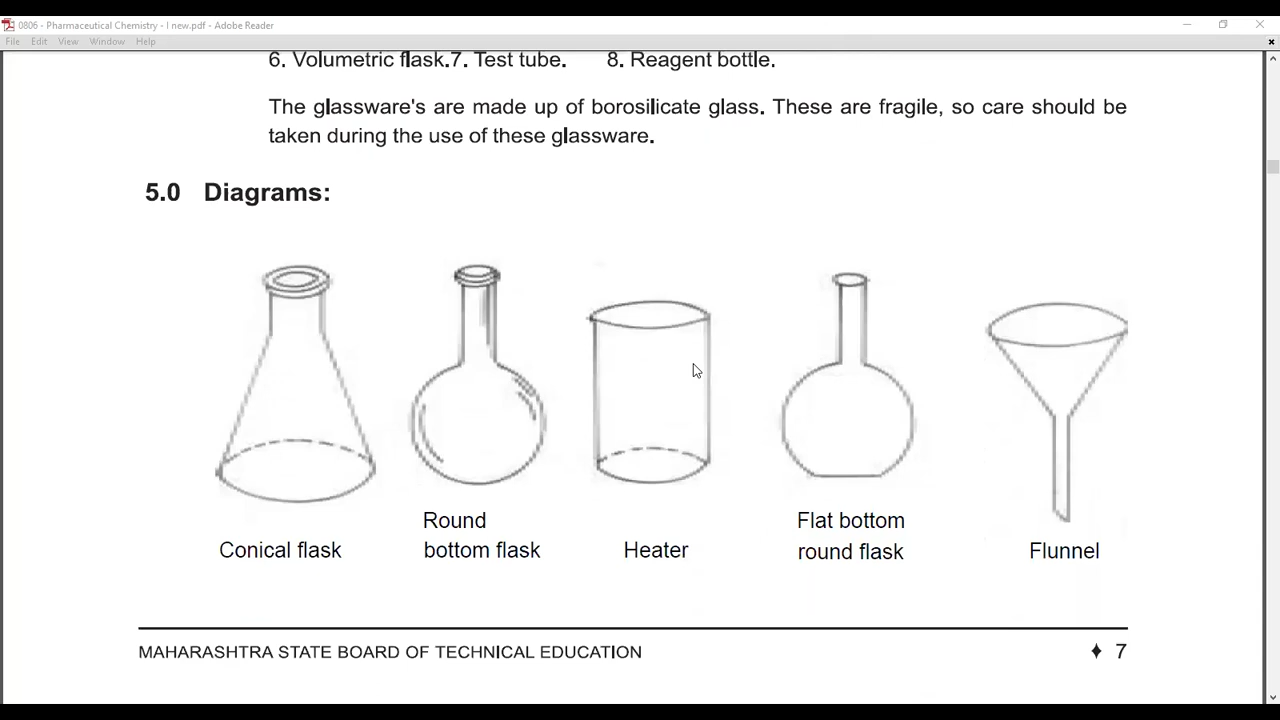 0806 - Pharmaceutical Chemistry - I new.pdf - Adobe Reader
File Edit View Window Help
6. Volumetric flask.7. Test tube. 8. Reagent bottle.
The glassware's are made up of borosilicate glass. These are fragile, so care should be
taken during the use of these glassware.
5.0 Diagrams:
Conical flask
Round
bottom flask
Heater
Flat bottom
round flask
Flunnel
MAHARASHTRA STATE BOARD OF TECHNICAL EDUCATION ♦ 7